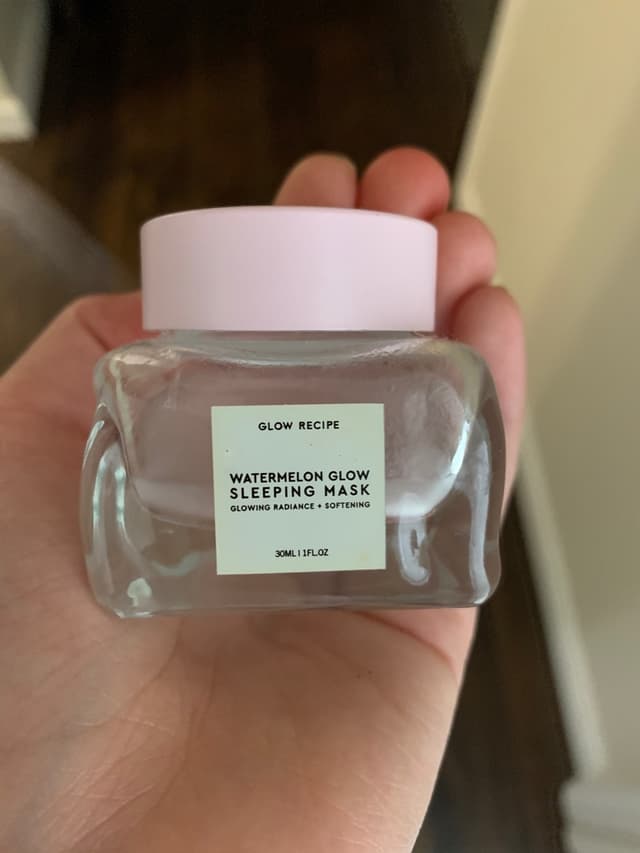 GLOW RECIPE
WATERMELON GLOW
SLEEPING MASK
GLOWING RADIANCE + SOFTENING
30ML | 1FL.OZ